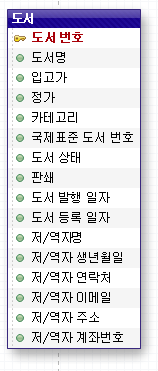 도서
도서 번호
도서명
입고가
정가
카테고리
국제표준 도서 번호
도서 상태
판쇄
도서 발행 일자
도서 등록 일자
저/역자명
저/역자 생년월일
저/역자 연락처
저/역자 이메일
저/역자 주소
저/역자 계좌번호